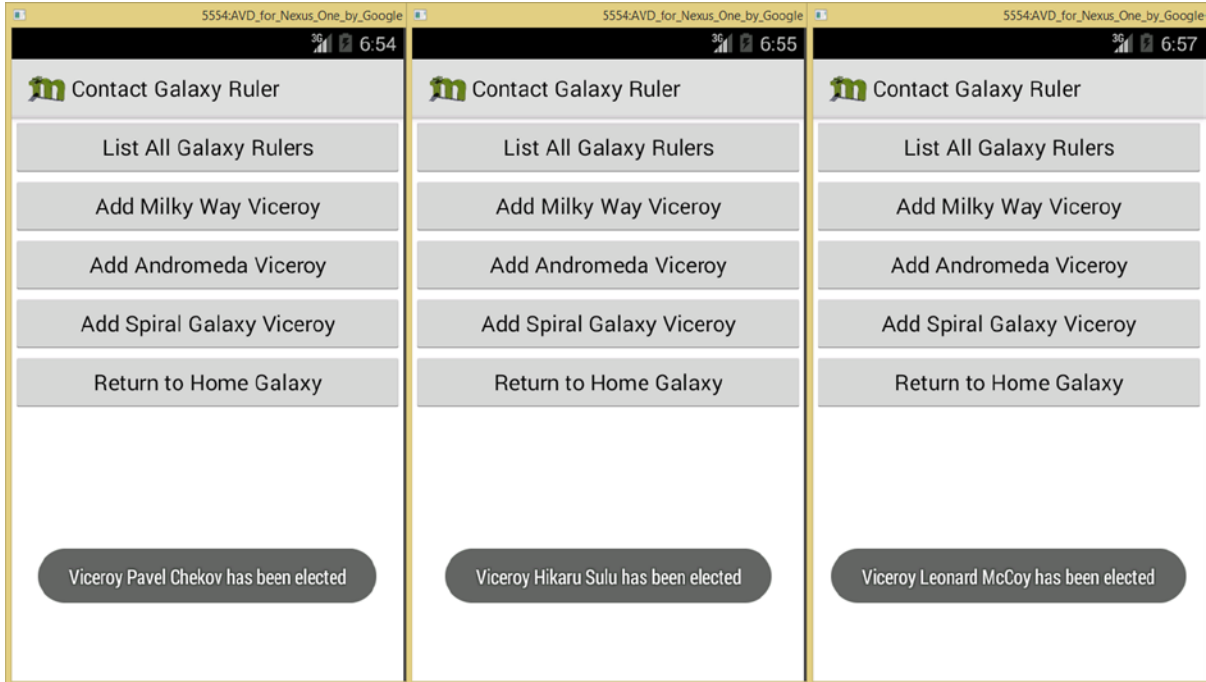 5554:AVD_for_Nexus_One_by_Google
3G 6:54
Contact Galaxy Ruler
List All Galaxy Rulers
Add Milky Way Viceroy
Add Andromeda Viceroy
Add Spiral Galaxy Viceroy
Return to Home Galaxy
Viceroy Pavel Chekov has been elected
5554:AVD_for_Nexus_One_by_Google
3G 6:55
Contact Galaxy Ruler
List All Galaxy Rulers
Add Milky Way Viceroy
Add Andromeda Viceroy
Add Spiral Galaxy Viceroy
Return to Home Galaxy
Viceroy Hikaru Sulu has been elected
5554:AVD_for_Nexus_One_by_Google
3G 6:57
Contact Galaxy Ruler
List All Galaxy Rulers
Add Milky Way Viceroy
Add Andromeda Viceroy
Add Spiral Galaxy Viceroy
Return to Home Galaxy
Viceroy Leonard McCoy has been elected